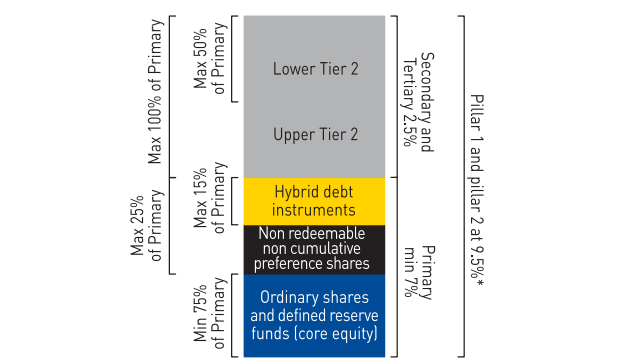 Max 100% of Primary
Max 50%
of Primary
Lower Tier 2
Upper Tier 2
Secondary and
Tertiary 2.5%
Pillar 1 and pillar 2 at 9.5%*
Max 25%
of Primary
Max 15%
of Primary
Hybrid debt
instruments
Non redeemable
non cumulative
preference shares
Primary
min 7%
Min 75%
of Primary
Ordinary shares
and defined reserve
funds (core equity)